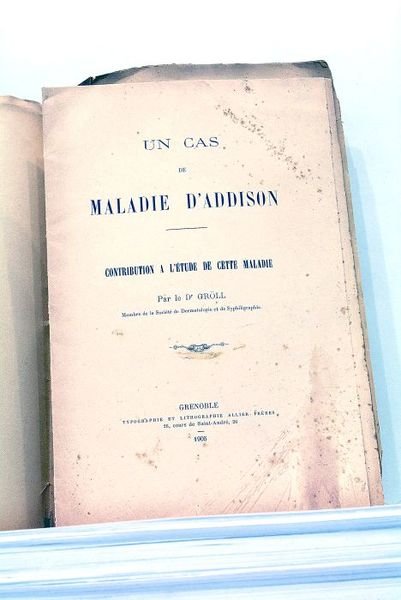 UN CAS
DE
MALADIE D'ADDISON
CONTRIBUTION A L'ÉTUDE DE CETTE MALADIE
Par le Dr GROLL
Membre de la Société de Dermatologie et de Syphiligraphie
GRENOBLE
TYPOGRAPHIE ET LITHOGRAPHIE ALLIER FRÈRES
26, cours de Saint-André, 26